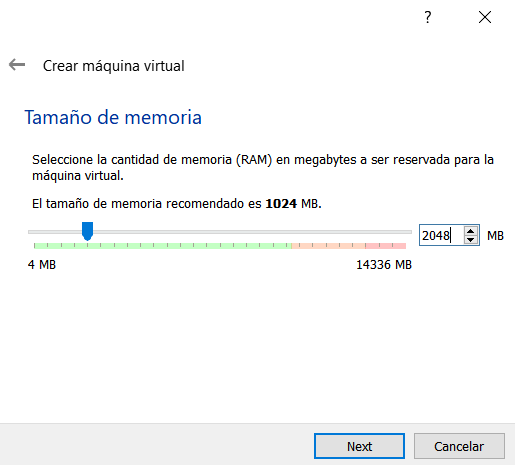 ?
Crear máquina virtual
Tamaño de memoria
Seleccione la cantidad de memoria (RAM) en megabytes a ser reservada para la
máquina virtual.
El tamaño de memoria recomendado es 1024 MB.
2048 MB
4 MB 14336 MB
Next Cancelar